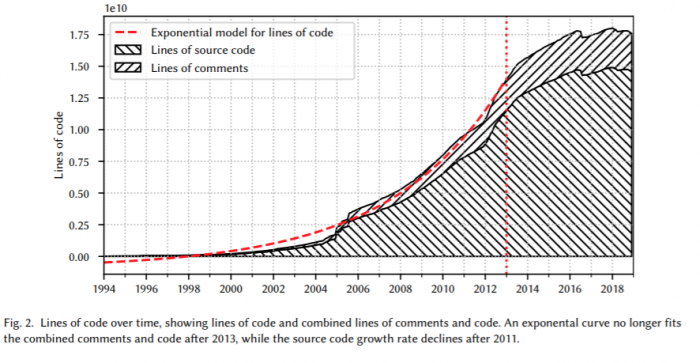 1e10
Exponential model for lines of code
Lines of source code
Lines of comments
1.75
1.50
1.25
1.00
0.75
0.50
0.25
0.00
Lines of code
1994 1996 1998 2000 2002 2004 2006 2008 2010 2012 2014 2016 2018
Fig. 2. Lines of code over time, showing lines of code and combined lines of comments and code. An exponental curve no longer fits
the combined comments and code after 2013, while the source code growth rate declines after 2011.